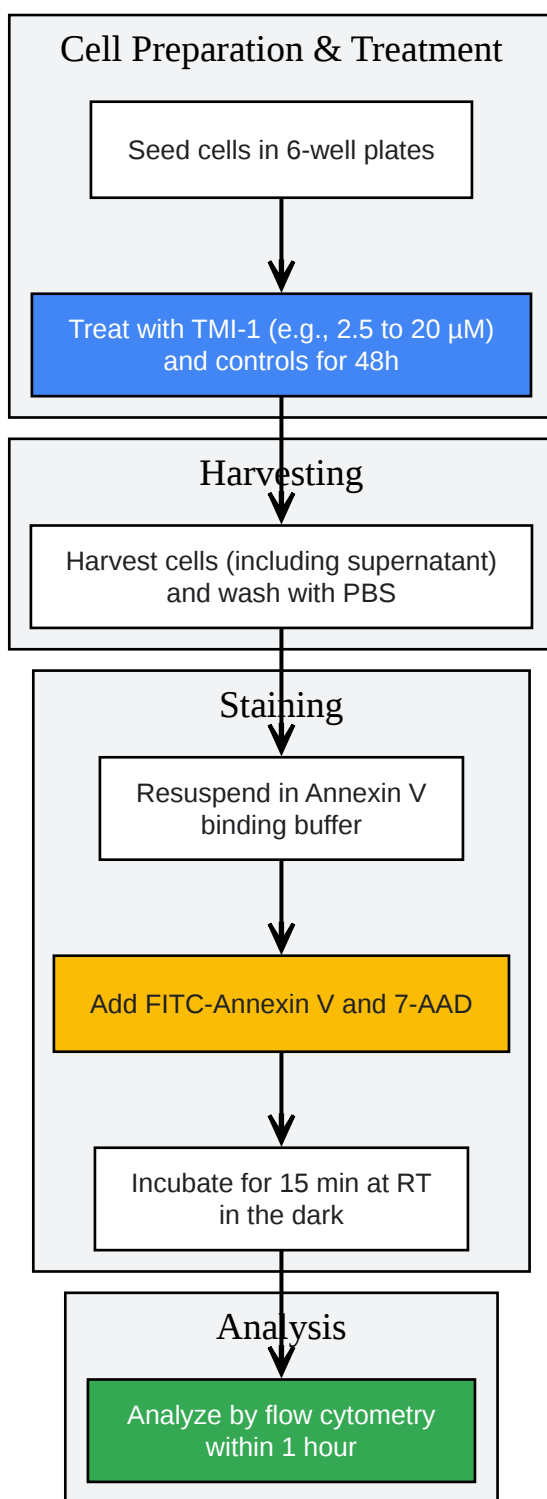 Cell Preparation & Treatment
Seed cells in 6-well plates
Treat with TMI-1 (e.g., 2.5 to 20 µM)
and controls for 48h
Harvesting
Harvest cells (including supernatant)
and wash with PBS
Staining
Resuspend in Annexin V
binding buffer
Add FITC-Annexin V and 7-AAD
Incubate for 15 min at RT
in the dark
Analysis
Analyze by flow cytometry
within 1 hour